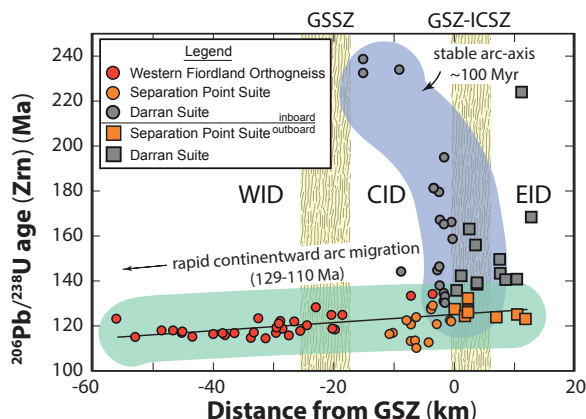 GSSZ GSZ-ICSZ
Legend
Western Fiordland Orthogneiss
Separation Point Suite
Darran Suite
inboard
Separation Point Suite outboard
Darran Suite
stable arc-axis
~100 Myr
WID CID EID
rapid continentward arc migration
(129-110 Ma)
206Pb/238U age (Zrn) (Ma)
240
220
200
180
160
140
120
100
-60 -40 -20 0 20
Distance from GSZ (km)